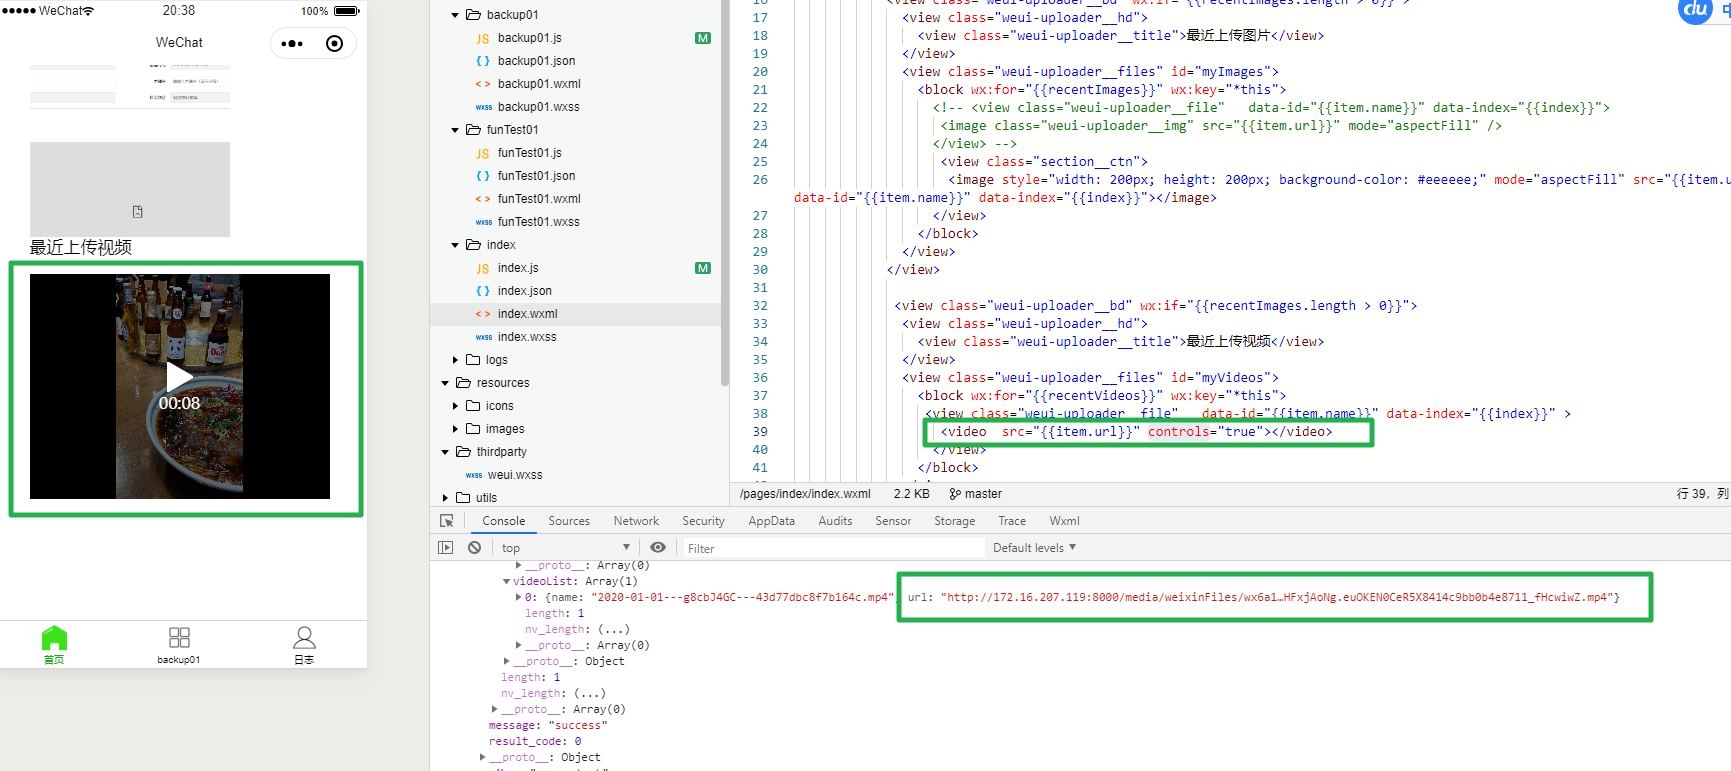 WeChat
20:38
100%
WeChat
最近上传视频
00:08
首页
backup01
日志
backup01
backup01.js
M
backup01.json
backup01.wxml
backup01.wxss
funTest01
funTest01.js
funTest01.json
funTest01.wxml
funTest01.wxss
index
index.js
M
index.json
index.wxml
index.wxss
logs
resources
icons
images
thirdparty
weui.wxss
utils
17 <view class="weui-uploader__hd">
18 <view class="weui-uploader__title">最近上传图片</view>
19 </view>
20 <view class="weui-uploader__files" id="myImages">
21 <block wx:for="{{recentImages}}" wx:key="*this">
22 <!-- <view class="weui-uploader__file" data-id="{{item.name}}" data-index="{{index}}">
23 <image class="weui-uploader__img" src="{{item.url}}" mode="aspectFill" />
24 </view> -->
25 <view class="section__ctn">
26 <image style="width: 200px; height: 200px; background-color: #eeeeee;" mode="aspectFill" src="{{item.u
data-id="{{item.name}}" data-index="{{index}}"></image>
27 </view>
28 </block>
29 </view>
30 </view>
31
32 <view class="weui-uploader__bd" wx:if="{{recentImages.length > 0}}">
33 <view class="weui-uploader__hd">
34 <view class="weui-uploader__title">最近上传视频</view>
35 </view>
36 <view class="weui-uploader__files" id="myVideos">
37 <block wx:for="{{recentVideos}}" wx:key="*this">
38 <view class="weui-uploader__file" data-id="{{item.name}}" data-index="{{index}}" >
39 <video src="{{item.url}}" controls="true"></video>
40 </view>
41 </block>
/pages/index/index.wxml 2.2 KB master 行 39，列
Console Sources Network Security AppData Audits Sensor Storage Trace Wxml
top Filter Default levels
__proto__: Array(0)
videoList: Array(1)
0: {name: "2020-01-01---g8cbJ4GC---43d77dbc8f7b164c.mp4", url: "http://172.16.207.119:8000/media/weixinFiles/wx6a1…HFxjAoNg.euOKEN0CeR5X8414c9bb0b4e8711_fHcwiwZ.mp4"}
length: 1
nv_length: (...)
__proto__: Array(0)
__proto__: Object
length: 1
nv_length: (...)
__proto__: Array(0)
message: "success"
result_code: 0
__proto__: Object